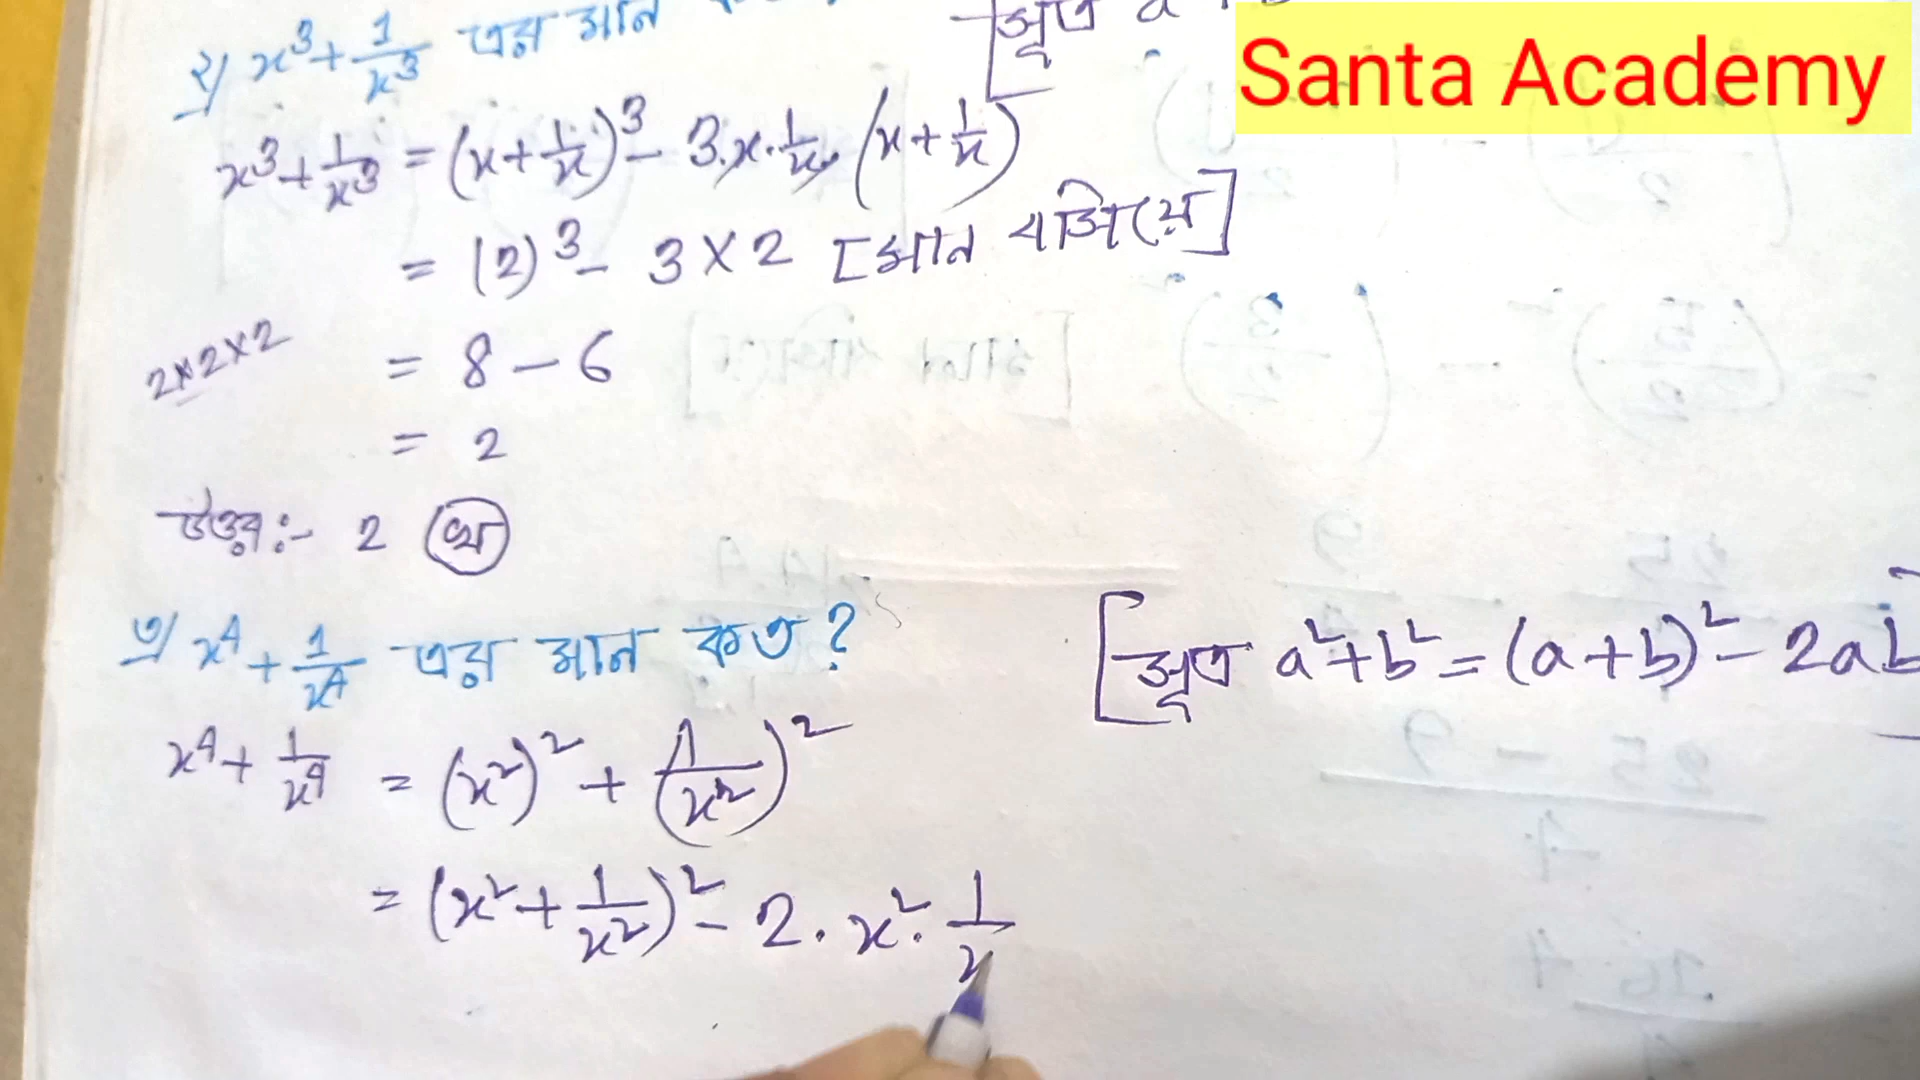 [সূত্র a
Santa Academy
২) x³ + 1/x³ এর মান
x³ + 1/x³ = (x + 1/x)³ - 3.x.1/x.(x + 1/x)
= (2)³ - 3 × 2 [মান বসিয়ে]
2×2×2
= 8 - 6
= 2
উত্তর:- 2 (খ)
৩) x⁴ + 1/x⁴ এর মান কত?
[সূত্র a² + b² = (a + b)² - 2ab]
x⁴ + 1/x⁴ = (x²)² + (1/x²)²
= (x² + 1/x²)² - 2 . x² . 1/x